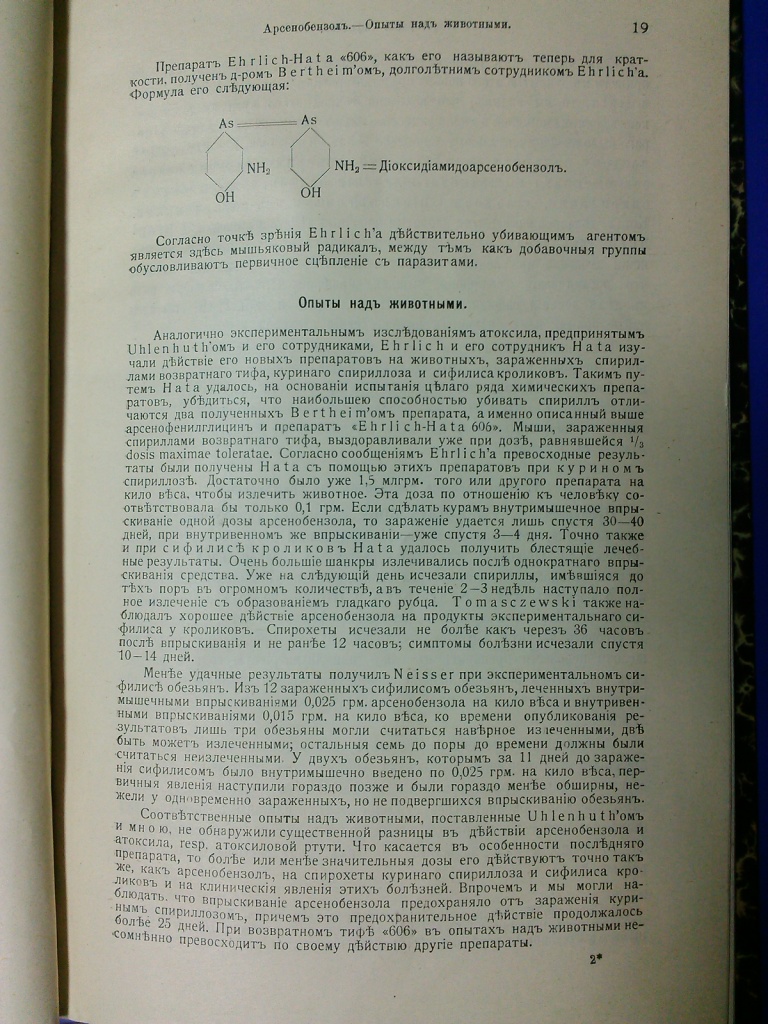 Арсенобензолъ.—Опыты надъ животными. 19
Препаратъ Ehrlich-Hata «606», какъ его называютъ теперь для крат-
кости, полученъ д-ромъ Bertheim’омъ, долголѣтнимъ сотрудникомъ Ehrlich’а.
Формула его слѣдующая:
As As
NH₂ NH₂ = Діоксидіамидоарсенобензолъ.
OH OH
Согласно точкѣ зрѣнія Ehrlich’а дѣйствительно убивающимъ агентомъ
является здѣсь мышьяковый радикалъ, между тѣмъ какъ добавочныя группы
обусловливаютъ первичное сцѣпленіе съ паразитами.
Опыты надъ животными.
Аналогично экспериментальнымъ изслѣдованіямъ атоксила, предпринятымъ
Uhlenhuth’омъ и его сотрудниками, Ehrlich и его сотрудникъ Hata изу-
чали дѣйствіе его новыхъ препаратовъ на животныхъ, зараженныхъ спирил-
лами возвратнаго тифа, куринаго спириллоза и сифилиса кроликовъ. Такимъ пу-
темъ Hata удалось, на основаніи испытанія цѣлаго ряда химическихъ препа-
ратовъ, убѣдиться, что наибольшею способностью убивать спириллъ отли-
чаются два полученныхъ Bertheim’омъ препарата, а именно описанный выше
арсенофенилглицинъ и препаратъ «Ehrlich-Hata 606». Мыши, зараженныя
спириллами возвратнаго тифа, выздоравливали уже при дозѣ, равнявшейся ¹/₃
dosis maximae toleratae. Согласно сообщеніямъ Ehrlich’а превосходные резуль-
таты были получены Hata съ помощью этихъ препаратовъ при куриномъ
спириллозѣ. Достаточно было уже 1,5 млгрм. того или другого препарата на
кило вѣса, чтобы излечить животное. Эта доза по отношенію къ человѣку со-
отвѣтствовала бы только 0,1 грм. Если сдѣлать курамъ внутримышечное впры-
скиваніе одной дозы арсенобензола, то зараженіе удается лишь спустя 30—40
дней, при внутривенномъ же впрыскиваніи—уже спустя 3—4 дня. Точно также
и при сифилисѣ кроликовъ Hata удалось получить блестящіе лечеб-
ные результаты. Очень большіе шанкры излечивались послѣ однократнаго впры-
скиванія средства. Уже на слѣдующій день исчезали спириллы, имѣвшіяся до
тѣхъ поръ въ огромномъ количествѣ, а въ теченіе 2—3 недѣль наступало пол-
ное излеченіе съ образованіемъ гладкаго рубца. Tomasczewski также на-
блюдалъ хорошее дѣйствіе арсенобензола на продукты экспериментальнаго си-
филиса у кроликовъ. Спирохеты исчезали не болѣе какъ черезъ 36 часовъ
послѣ впрыскиванія и не ранѣе 12 часовъ; симптомы болѣзни исчезали спустя
10—14 дней.
Менѣе удачные результаты получилъ Neisser при экспериментальномъ си-
филисѣ обезьянъ. Изъ 12 зараженныхъ сифилисомъ обезьянъ, леченныхъ внутри-
мышечными впрыскиваніями 0,025 грм. арсенобензола на кило вѣса и внутривен-
ными впрыскиваніями 0,015 грм. на кило вѣса, ко времени опубликованія ре-
зультатовъ лишь три обезьяны могли считаться навѣрное излеченными, двѣ
быть можетъ излеченными; остальныя семь до поры до времени должны были
считаться неизлеченными. У двухъ обезьянъ, которымъ за 11 дней до зараже-
нія сифилисомъ было внутримышечно введено по 0,025 грм. на кило вѣса, пер-
вичныя явленія наступили гораздо позже и были гораздо менѣе обширны, не-
жели у одновременно зараженныхъ, но не подвергшихся впрыскиванію обезьянъ.
Соотвѣтственные опыты надъ животными, поставленные Uhlenhuth’омъ
и мною, не обнаружили существенной разницы въ дѣйствіи арсенобензола и
атоксила, resp. атоксиловой ртути. Что касается въ особенности послѣдняго
препарата, то болѣе или менѣе значительныя дозы его дѣйствуютъ точно такъ
же, какъ арсенобензолъ, на спирохеты куринаго спириллоза и сифилиса кро-
ликовъ и на клиническія явленія этихъ болѣзней. Впрочемъ и мы могли на-
блюдать, что впрыскиваніе арсенобензола предохраняло отъ зараженія кури-
нымъ спириллозомъ, причемъ это предохранительное дѣйствіе продолжалось
болѣе 25 дней. При возвратномъ тифѣ «606» въ опытахъ надъ животными не-
сомнѣнно превосходитъ по своему дѣйствію другіе препараты.
2*